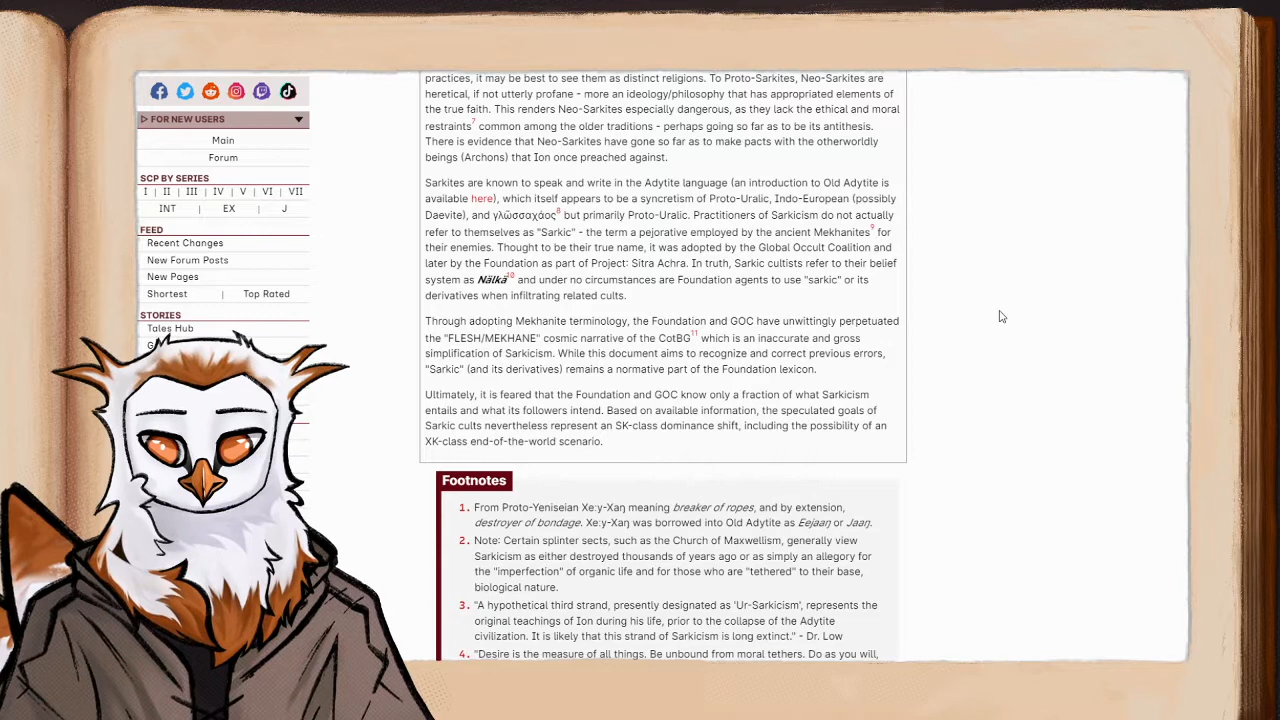 FOR NEW USERS
Main
Forum
SCP BY SERIES
I | II | III | IV | V | VI | VII
INT | EX | J
FEED
Recent Changes
New Forum Posts
New Pages
Shortest | Top Rated
STORIES
Tales Hub
practices, it may be best to see them as distinct religions. To Proto-Sarkites, Neo-Sarkites are
heretical, if not utterly profane - more an ideology/philosophy that has appropriated elements of
the true faith. This renders Neo-Sarkites especially dangerous, as they lack the ethical and moral
restraints7 common among the older traditions - perhaps going so far as to be its antithesis.
There is evidence that Neo-Sarkites have gone so far as to make pacts with the otherworldly
beings (Archons) that Ion once preached against.
Sarkites are known to speak and write in the Adytite language (an introduction to Old Adytite is
available here), which itself appears to be a syncretism of Proto-Uralic, Indo-European (possibly
Daevite), and γλῶσσαχάος8 but primarily Proto-Uralic. Practitioners of Sarkicism do not actually
refer to themselves as "Sarkic" - the term a pejorative employed by the ancient Mekhanites9 for
their enemies. Thought to be their true name, it was adopted by the Global Occult Coalition and
later by the Foundation as part of Project: Sitra Achra. In truth, Sarkic cultists refer to their belief
system as Nälkä10 and under no circumstances are Foundation agents to use "sarkic" or its
derivatives when infiltrating related cults.
Through adopting Mekhanite terminology, the Foundation and GOC have unwittingly perpetuated
the "FLESH/MEKHANE" cosmic narrative of the CotBG11 which is an inaccurate and gross
simplification of Sarkicism. While this document aims to recognize and correct previous errors,
"Sarkic" (and its derivatives) remains a normative part of the Foundation lexicon.
Ultimately, it is feared that the Foundation and GOC know only a fraction of what Sarkicism
entails and what its followers intend. Based on available information, the speculated goals of
Sarkic cults nevertheless represent an SK-class dominance shift, including the possibility of an
XK-class end-of-the-world scenario.
Footnotes
1. From Proto-Yeniseian Xe:y-Xaŋ meaning breaker of ropes, and by extension,
destroyer of bondage. Xe:y-Xaŋ was borrowed into Old Adytite as Eejaaŋ or Jaaŋ.
2. Note: Certain splinter sects, such as the Church of Maxwellism, generally view
Sarkicism as either destroyed thousands of years ago or as simply an allegory for
the "imperfection" of organic life and for those who are "tethered" to their base,
biological nature.
3. "A hypothetical third strand, presently designated as 'Ur-Sarkicism', represents the
original teachings of Ion during his life, prior to the collapse of the Adytite
civilization. It is likely that this strand of Sarkicism is long extinct." - Dr. Low
4. "Desire is the measure of all things. Be unbound from moral tethers. Do as you will,